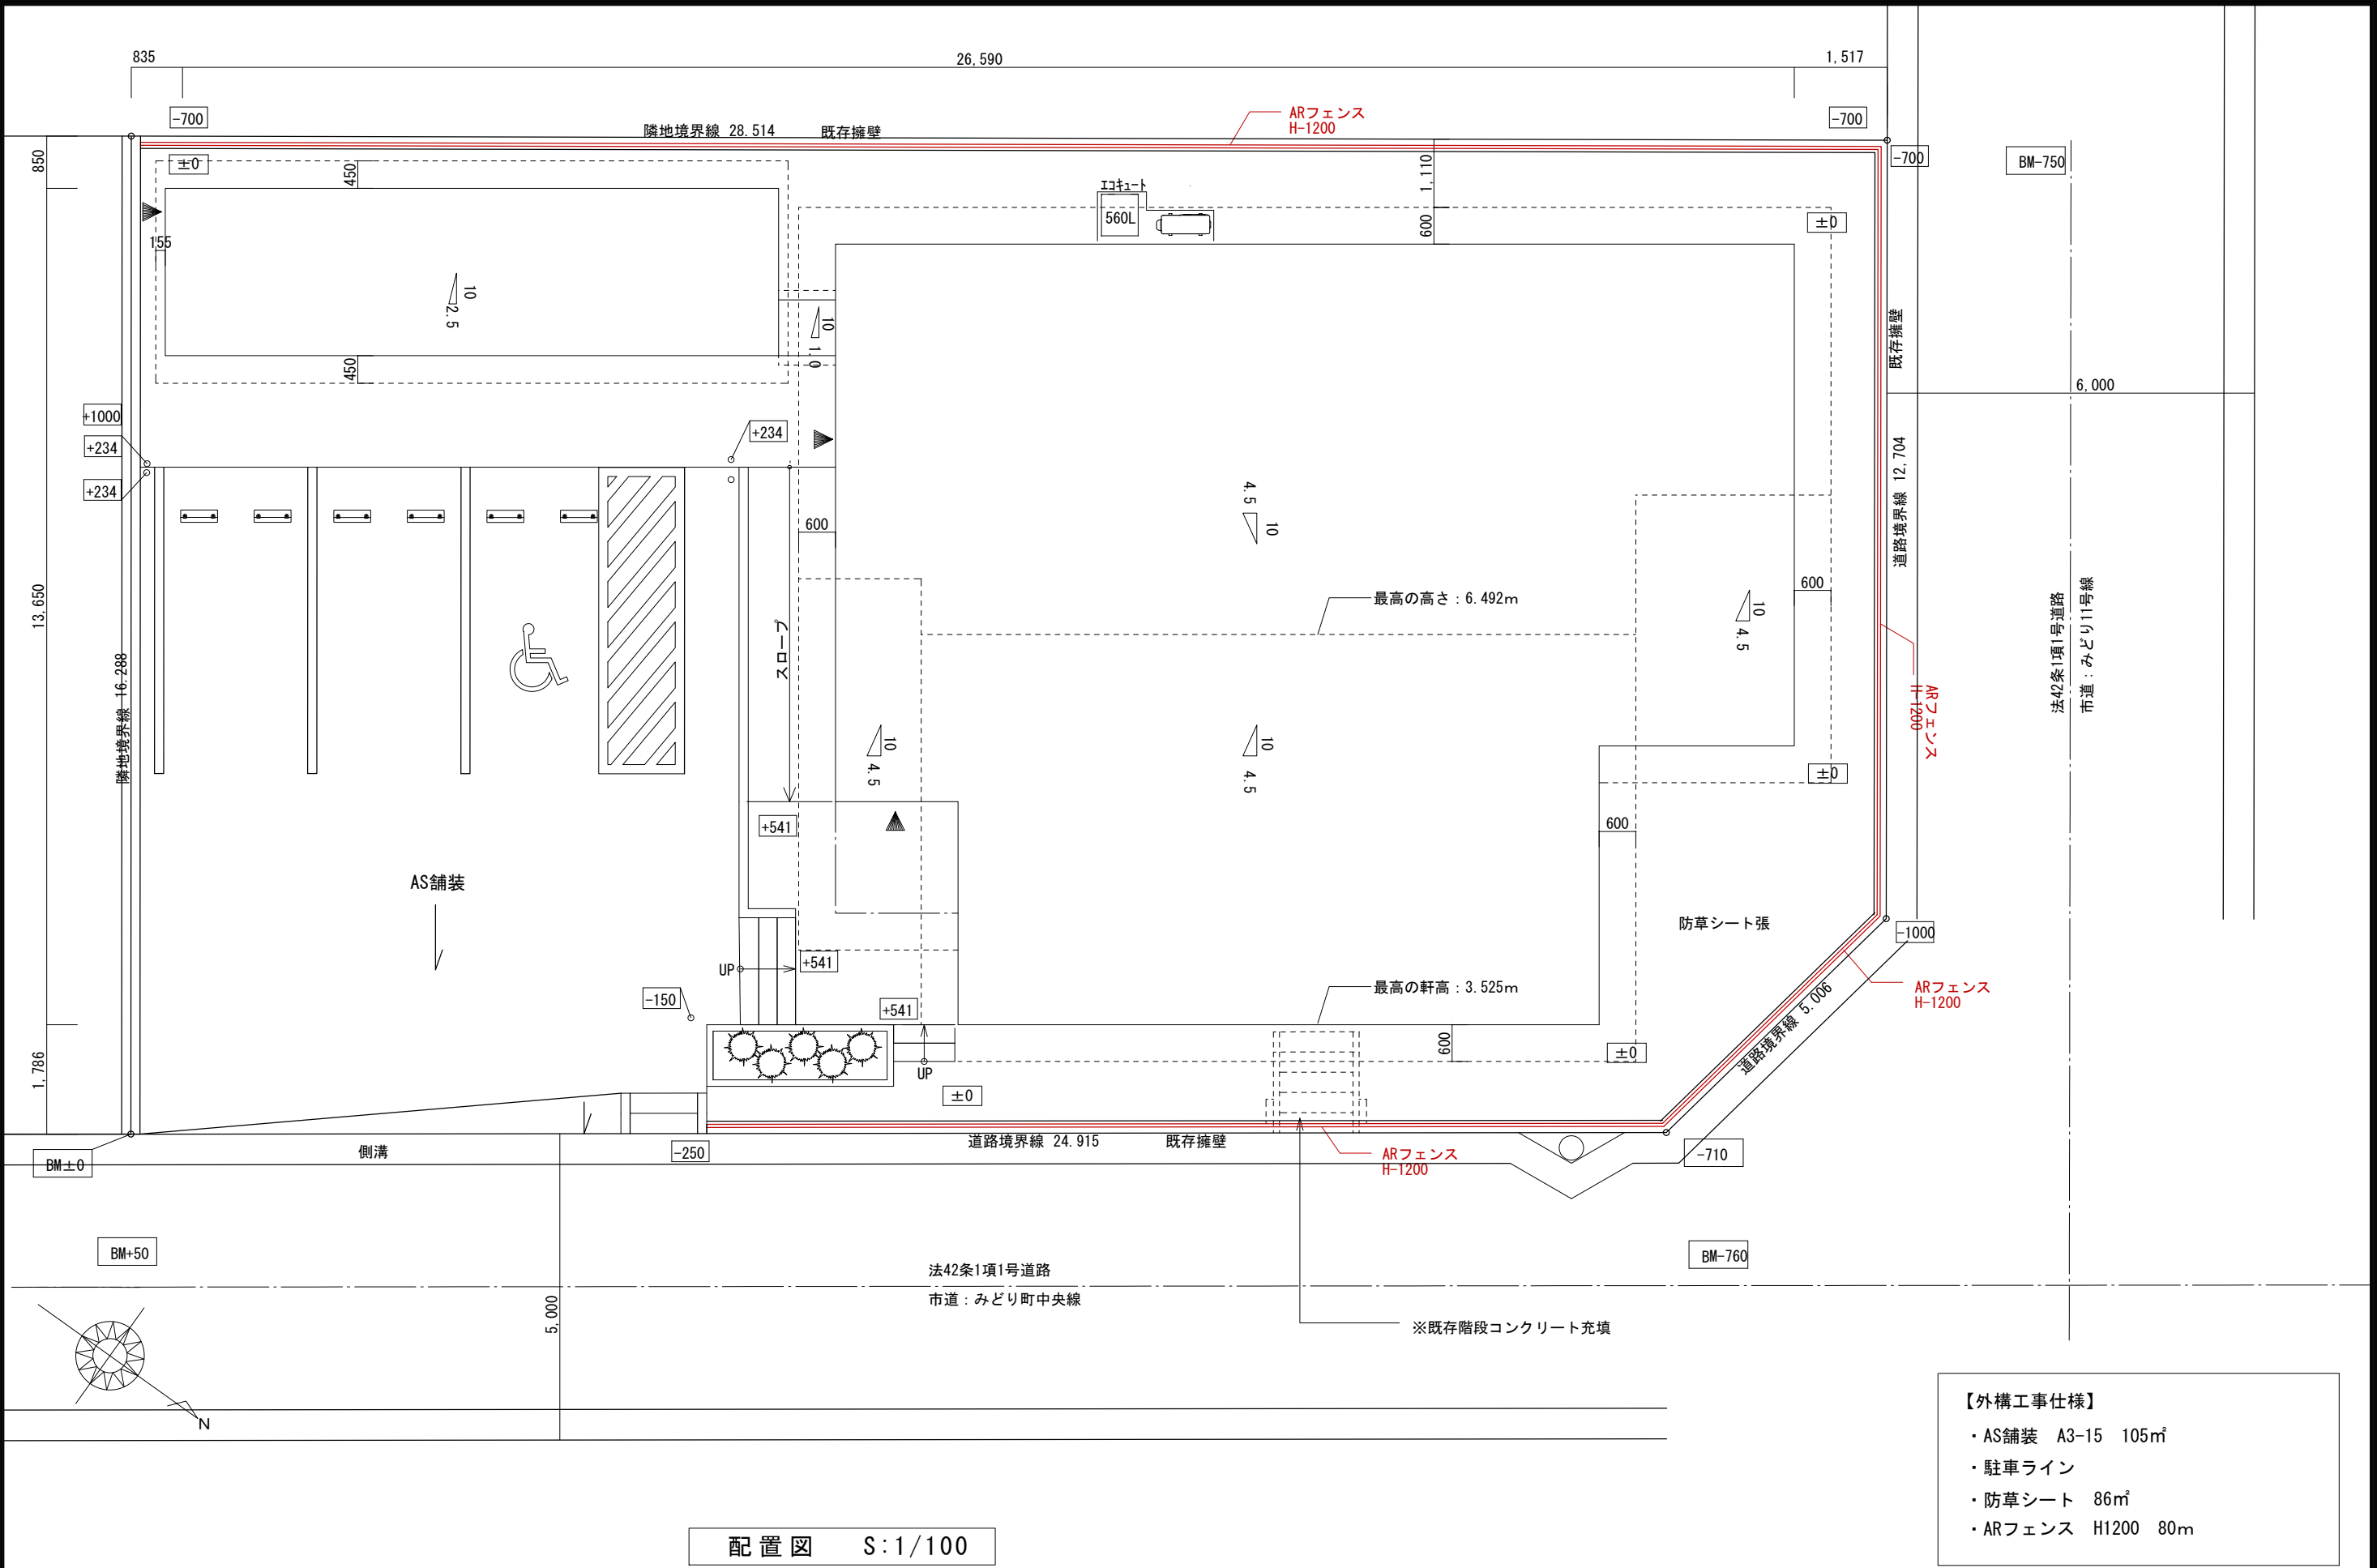 835
26,590
1,517
-700
隣地境界線 28.514
既存擁壁
ARフェンス
H-1200
-700
850
±0
450
1,110
-700
BM-750
エコキュート
560L
155
600
±0
10
2.5
10
1.0
既存擁壁
450
6,000
+1000
+234
+234
+234
道路境界線 12,704
4.5
10
600
最高の高さ：6.492m
600
10
4.5
13,650
法42条1項1号道路
市道：みどり11号線
スロープ
隣地境界線 16.288
ARフェンス
H-1200
10
4.5
10
4.5
±0
+541
600
AS舗装
防草シート張
-1000
UP
+541
-150
+541
最高の軒高：3.525m
ARフェンス
H-1200
道路境界線 5.006
600
±0
1,786
UP
±0
側溝
-250
道路境界線 24.915
既存擁壁
ARフェンス
H-1200
-710
BM±0
BM+50
BM-760
法42条1項1号道路
市道：みどり町中央線
5,000
※既存階段コンクリート充填
N
【外構工事仕様】
・AS舗装 A3-15 105㎡
・駐車ライン
・防草シート 86㎡
・ARフェンス H1200 80m
配置図 S:1/100